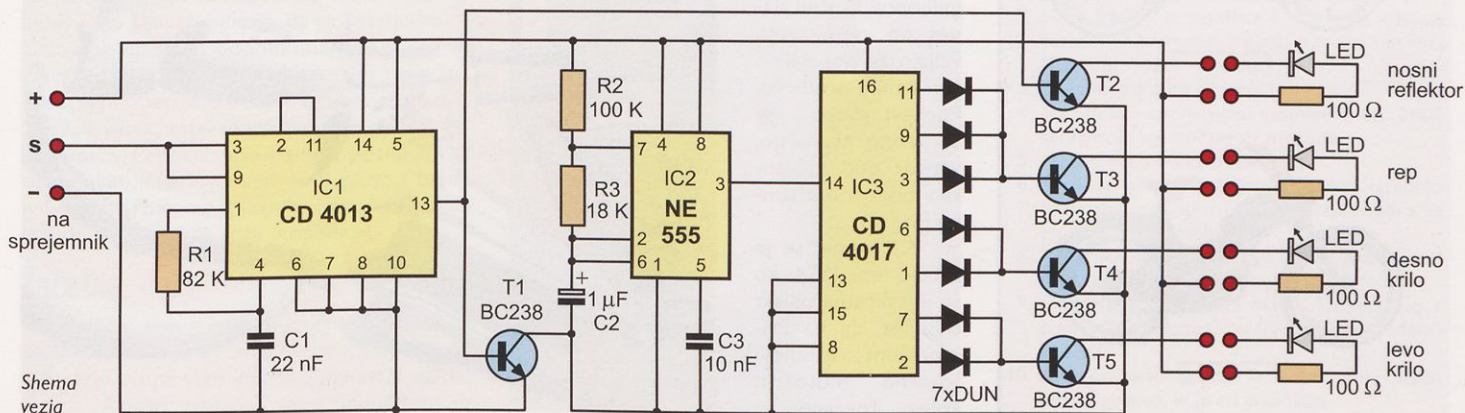 +
s
–
na
sprejemnik
2
11
14
5
3
9
1
4
6
7
8
10
13
IC1
CD 4013
R1
82 K
C1
22 nF
T1
BC238
R2
100 K
R3
18 K
+
1 µF
C2
4
8
7
2
6
1
5
3
IC2
NE
555
C3
10 nF
16
14
13
15
8
IC3
CD
4017
11
9
3
6
1
7
2
7xDUN
T2
BC238
T3
BC238
T4
BC238
T5
BC238
LED
100 Ω
nosni
reflektor
LED
100 Ω
rep
LED
100 Ω
desno
krilo
LED
100 Ω
levo
krilo
Shema
vezja